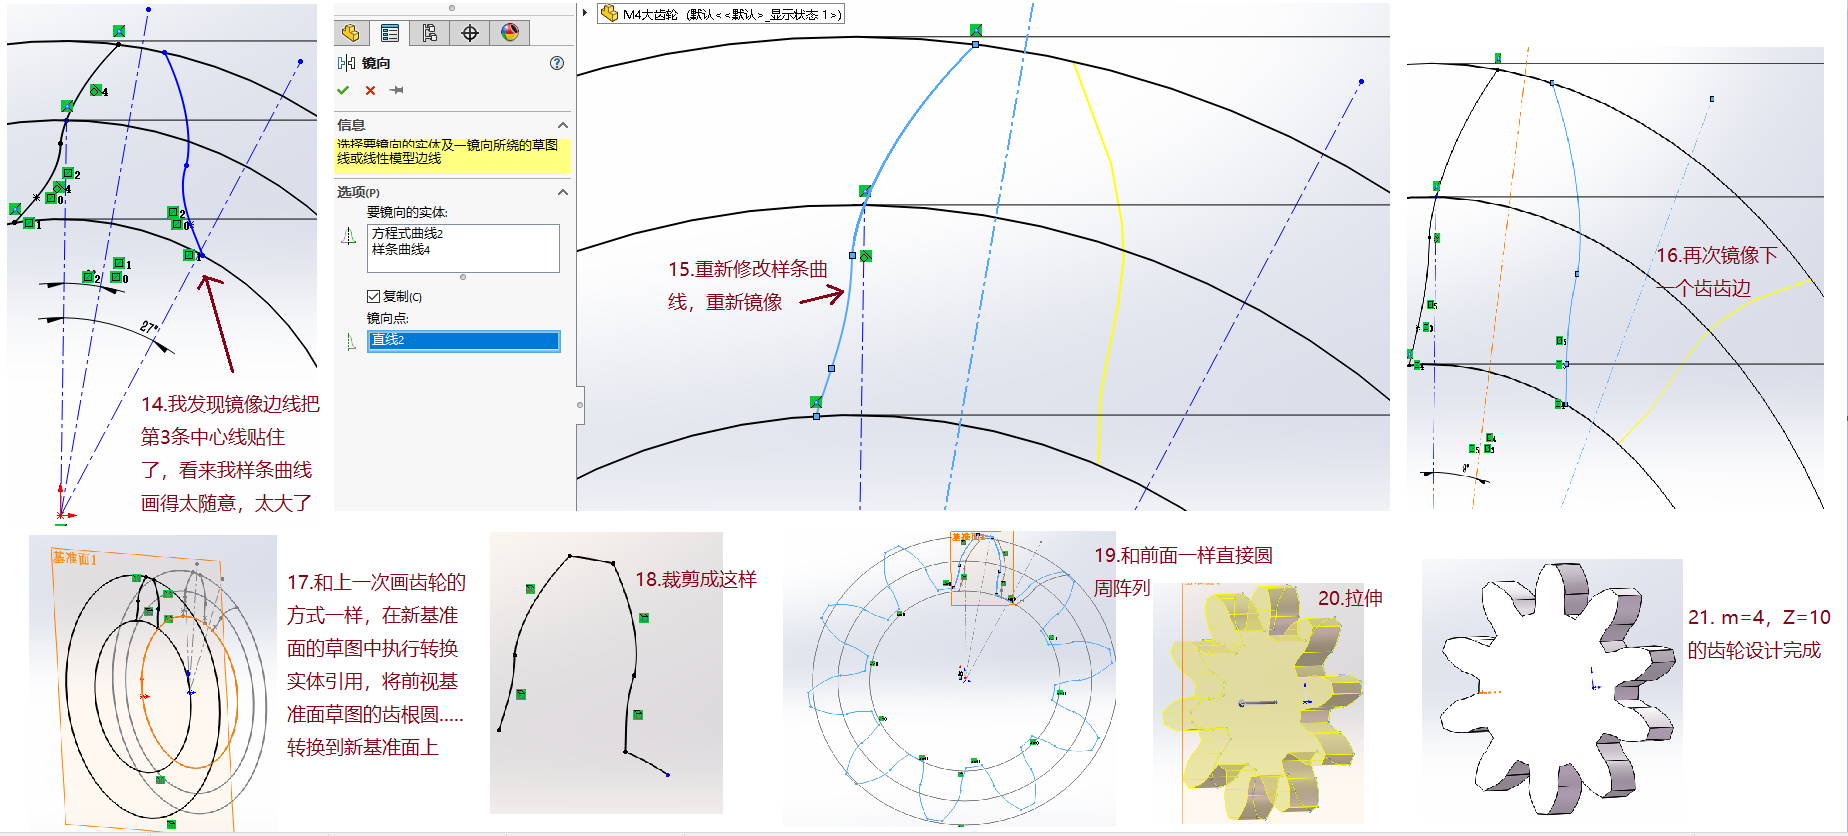 M4大齿轮 (默认<<默认>_显示状态 1>)
镜向
信息
选择要镜向的实体及一镜向所绕的草图
线或线性模型边线
选项(P)
要镜向的实体:
方程式曲线2
样条曲线4
复制(C)
镜向点:
直线2
27°
14.我发现镜像边线把
第3条中心线贴住
了，看来我样条曲线
画得太随意，太大了
15.重新修改样条曲
线，重新镜像
16.再次镜像下
一个齿齿边
基准面1
17.和上一次画齿轮的
方式一样，在新基准
面的草图中执行转换
实体引用，将前视基
准面草图的齿根圆.....
转换到新基准面上
18.裁剪成这样
基准面1
19.和前面一样直接圆
周阵列
20.拉伸
21. m=4，Z=10
的齿轮设计完成